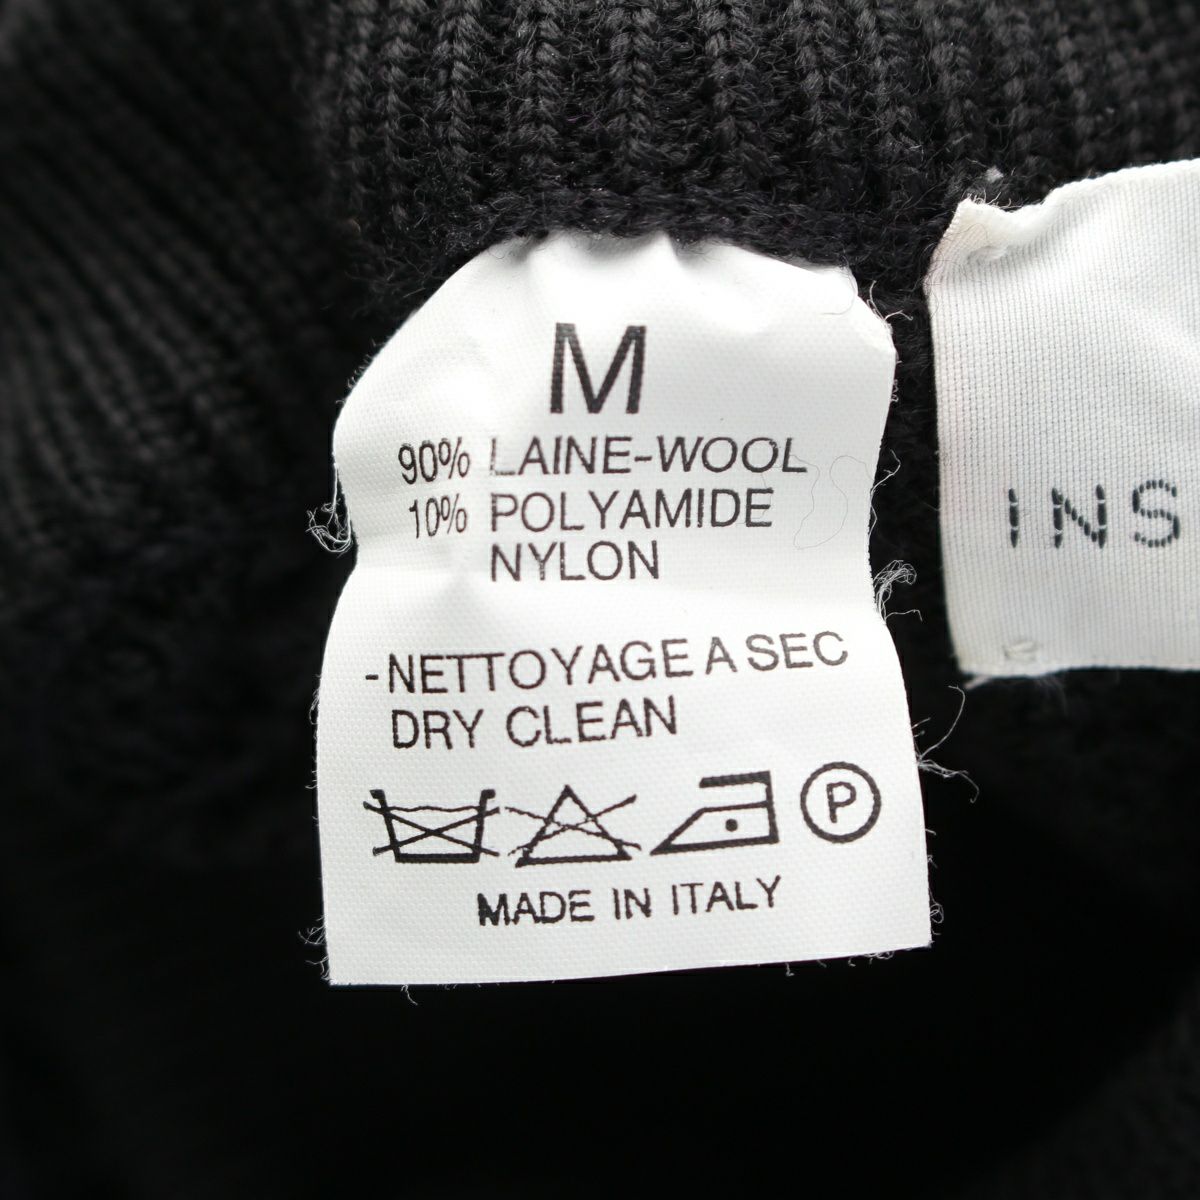 M
90% LAINE-WOOL
10% POLYAMIDE
NYLON
-NETTOYAGE A SEC
DRY CLEAN
P
MADE IN ITALY
INS